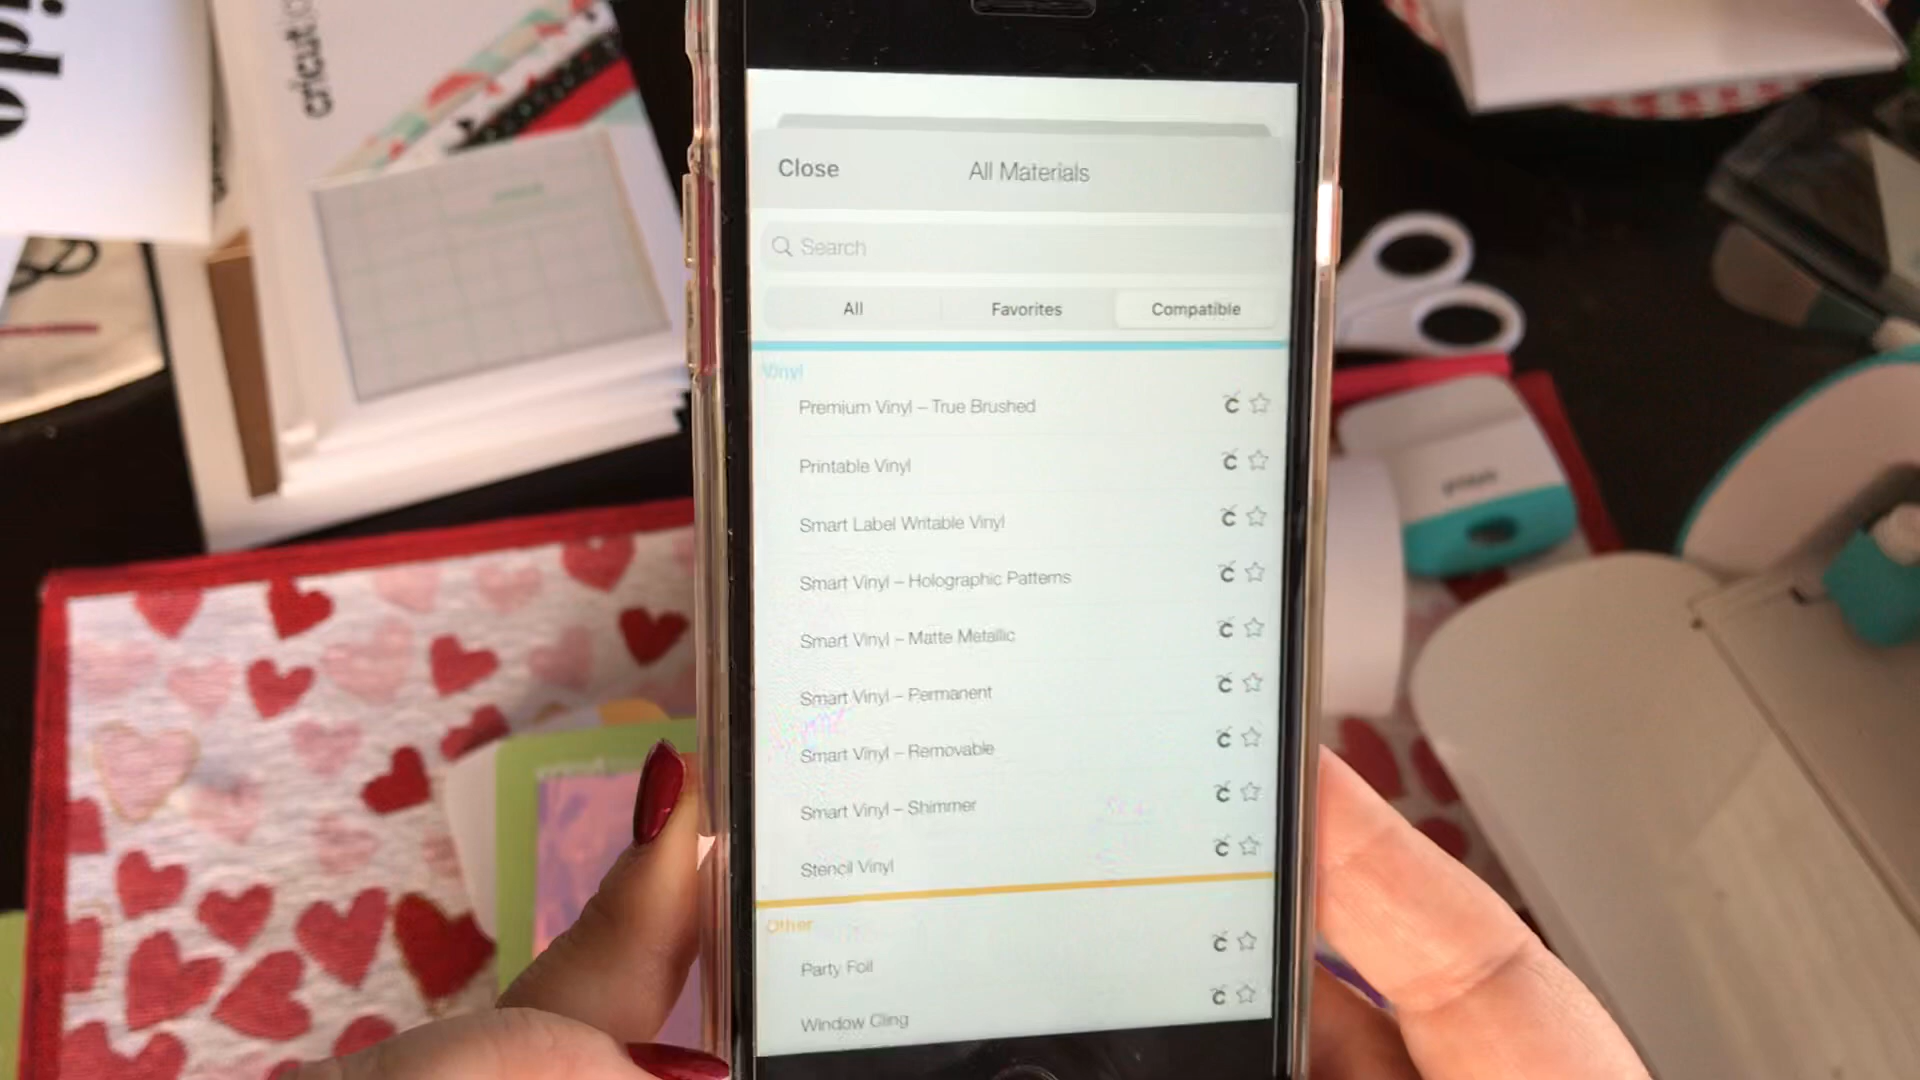 ide
cricut
Close
All Materials
Search
All
Favorites
Compatible
Vinyl
Premium Vinyl – True Brushed
Printable Vinyl
Smart Label Writable Vinyl
Smart Vinyl – Holographic Patterns
Smart Vinyl – Matte Metallic
Smart Vinyl – Permanent
Smart Vinyl – Removable
Smart Vinyl – Shimmer
Stencil Vinyl
Other
Party Foil
Window Cling